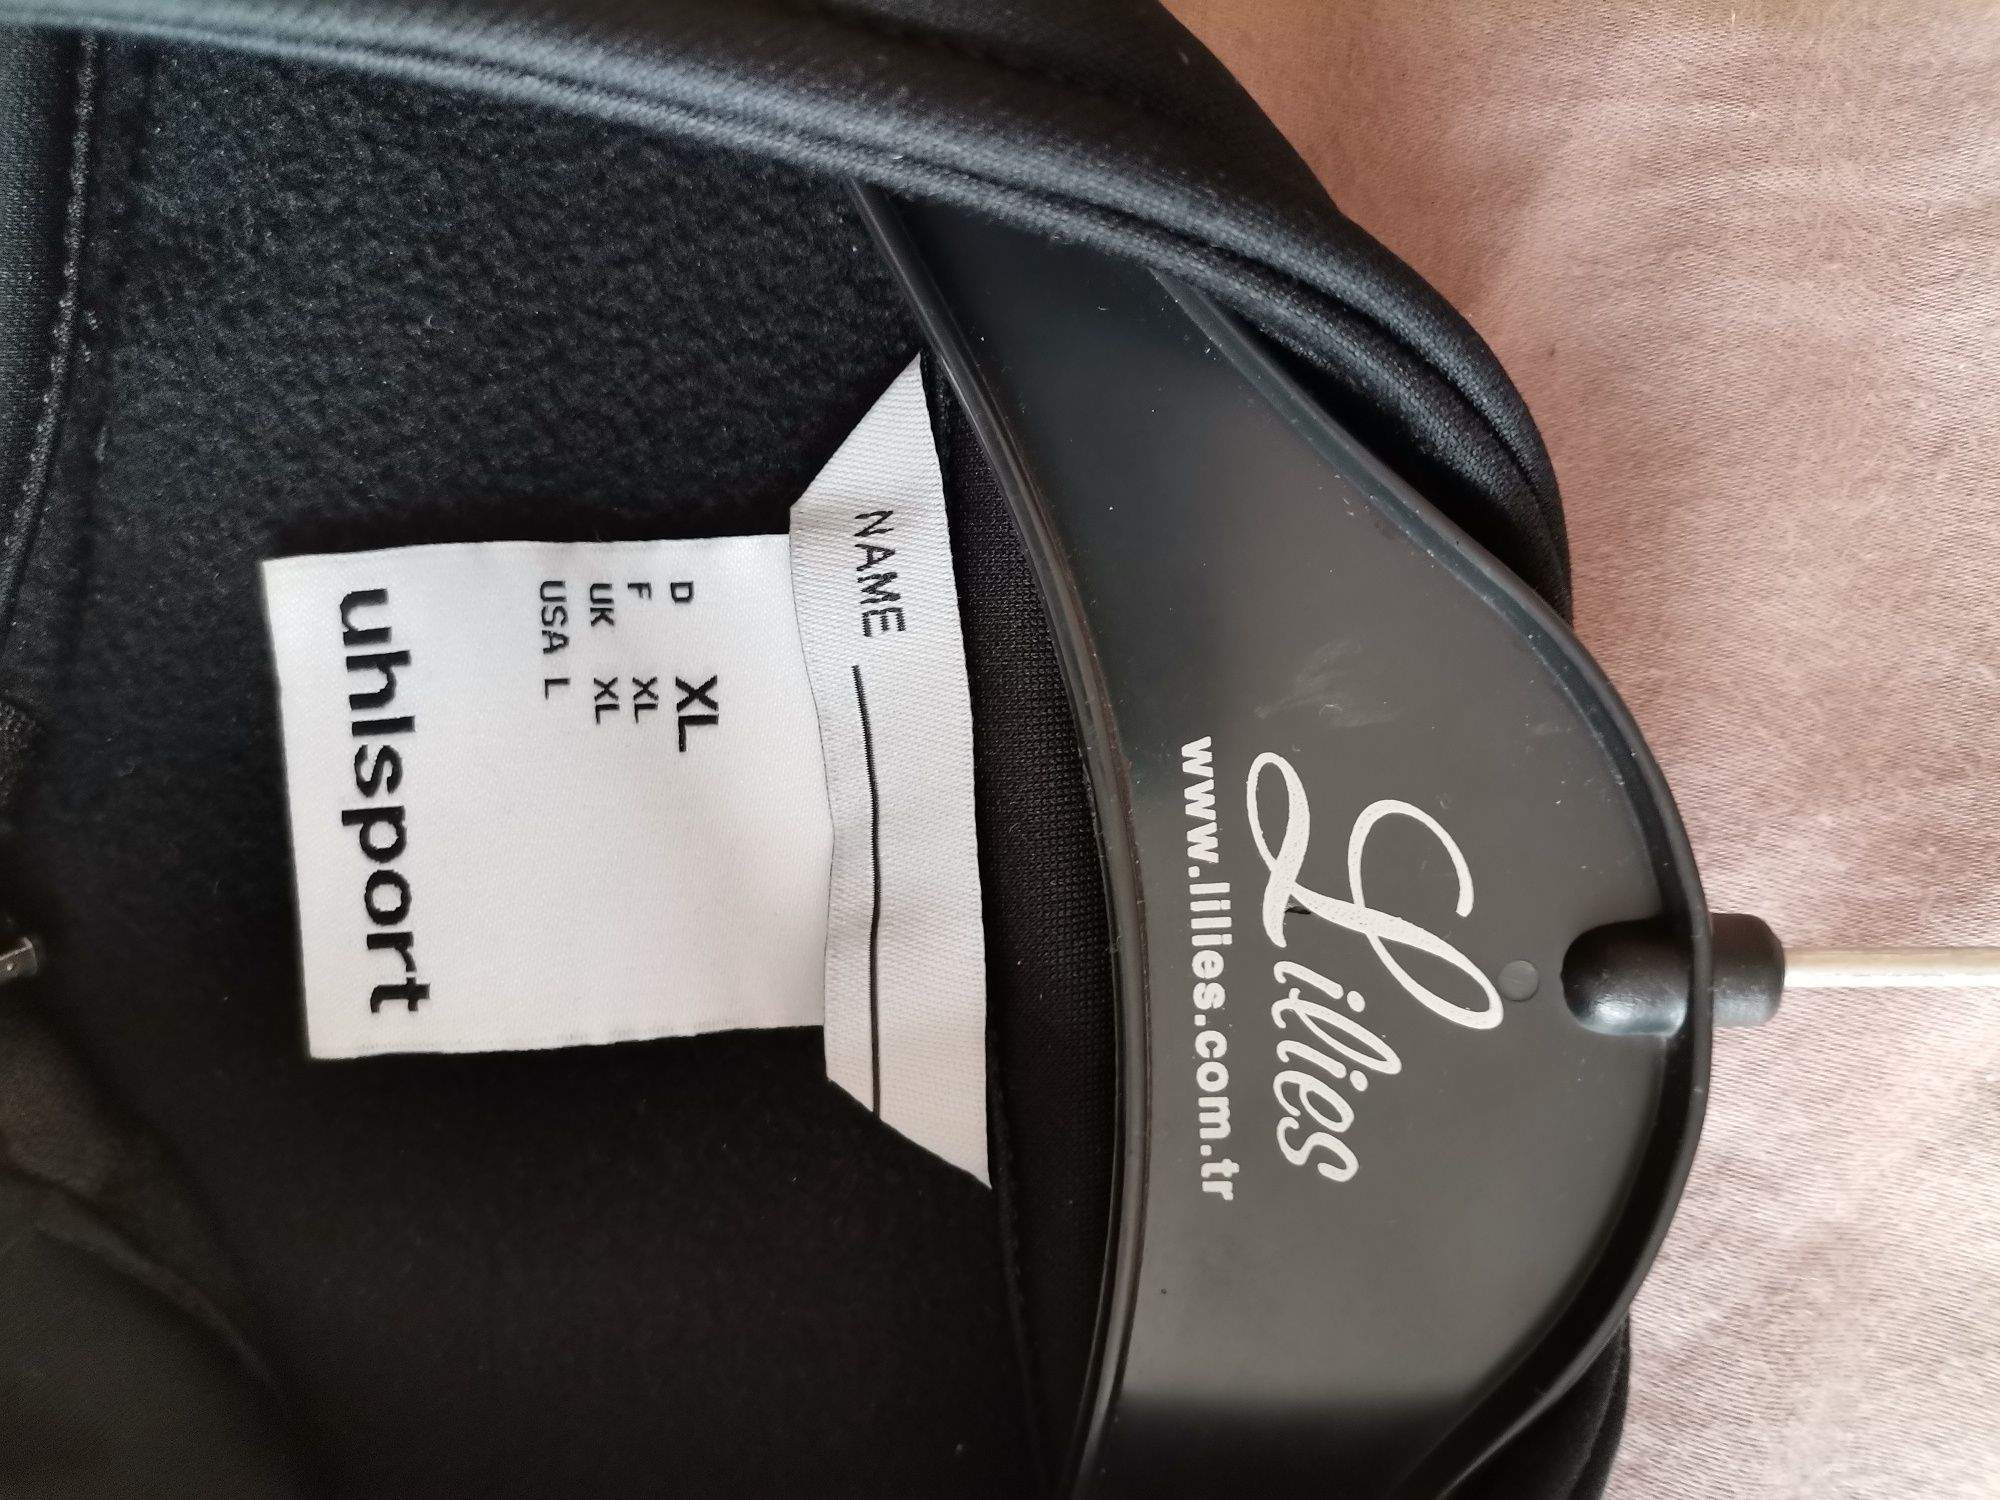 Lilies
www.lilies.com.tr
NAME
D XL
F XL
UK XL
USA L
uhlsport